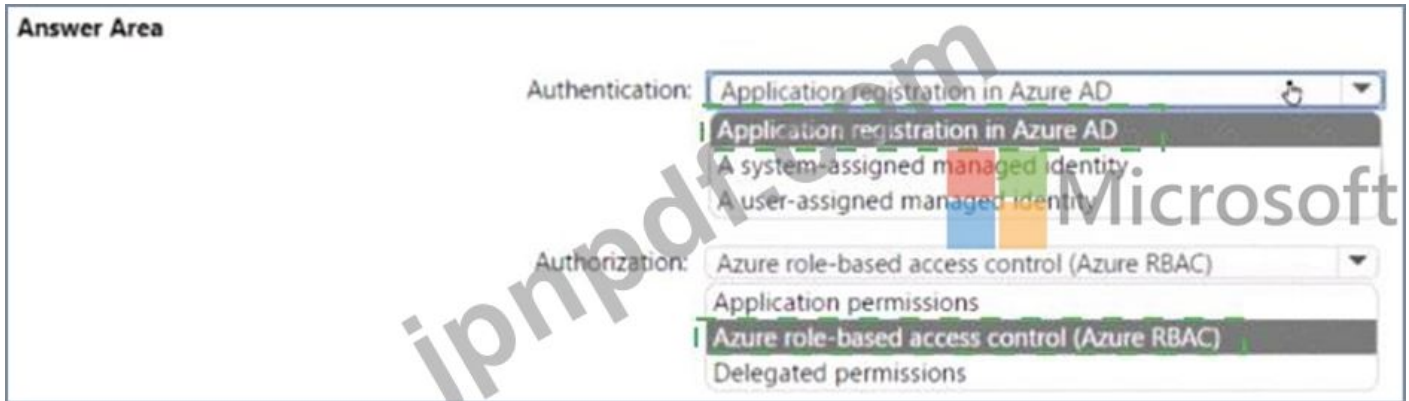 Answer Area
Authentication: Application registration in Azure AD
Application registration in Azure AD
A system-assigned managed identity
A user-assigned managed identity
Microsoft
Authorization: Azure role-based access control (Azure RBAC)
Application permissions
Azure role-based access control (Azure RBAC)
Delegated permissions
jpnpdf.com